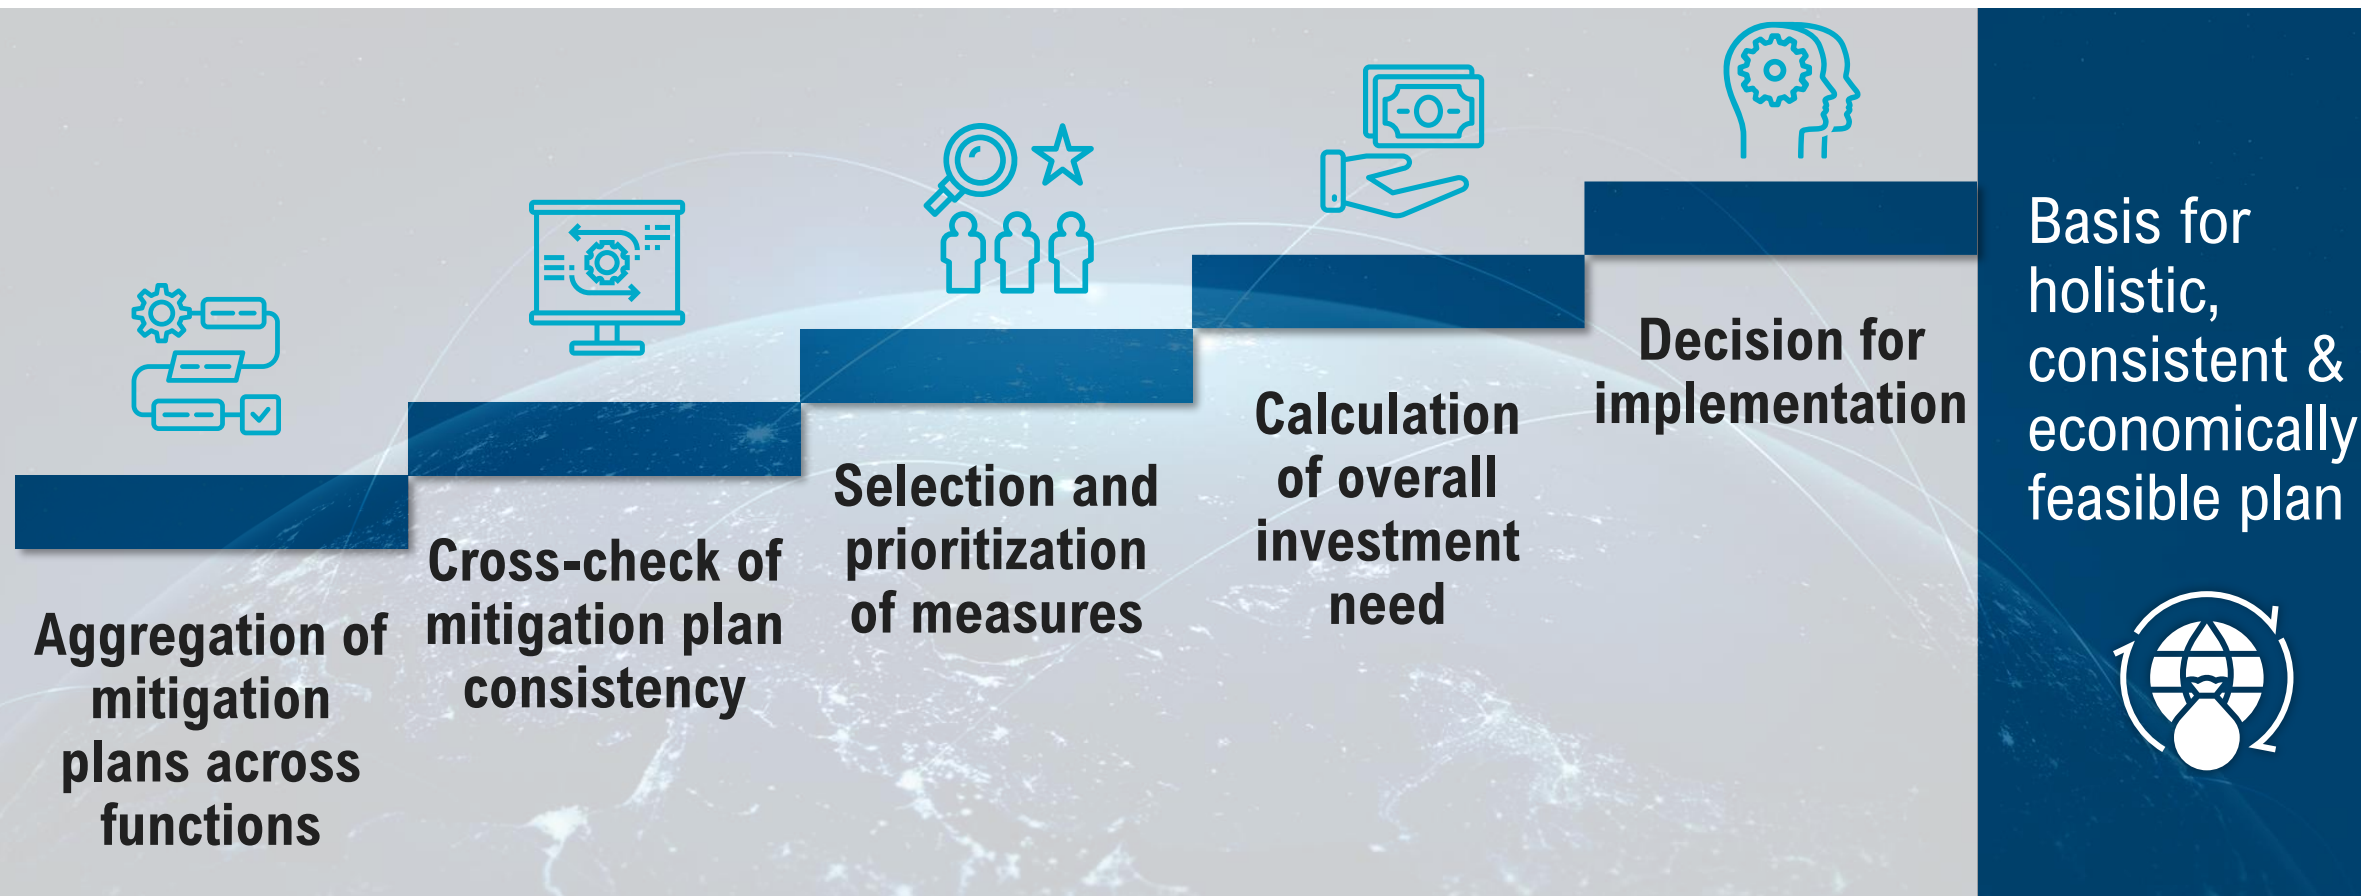 Aggregation of
mitigation
plans across
functions
Cross-check of
mitigation plan
consistency
Selection and
prioritization
of measures
Calculation
of overall
investment
need
Decision for
implementation
Basis for
holistic,
consistent &
economically
feasible plan